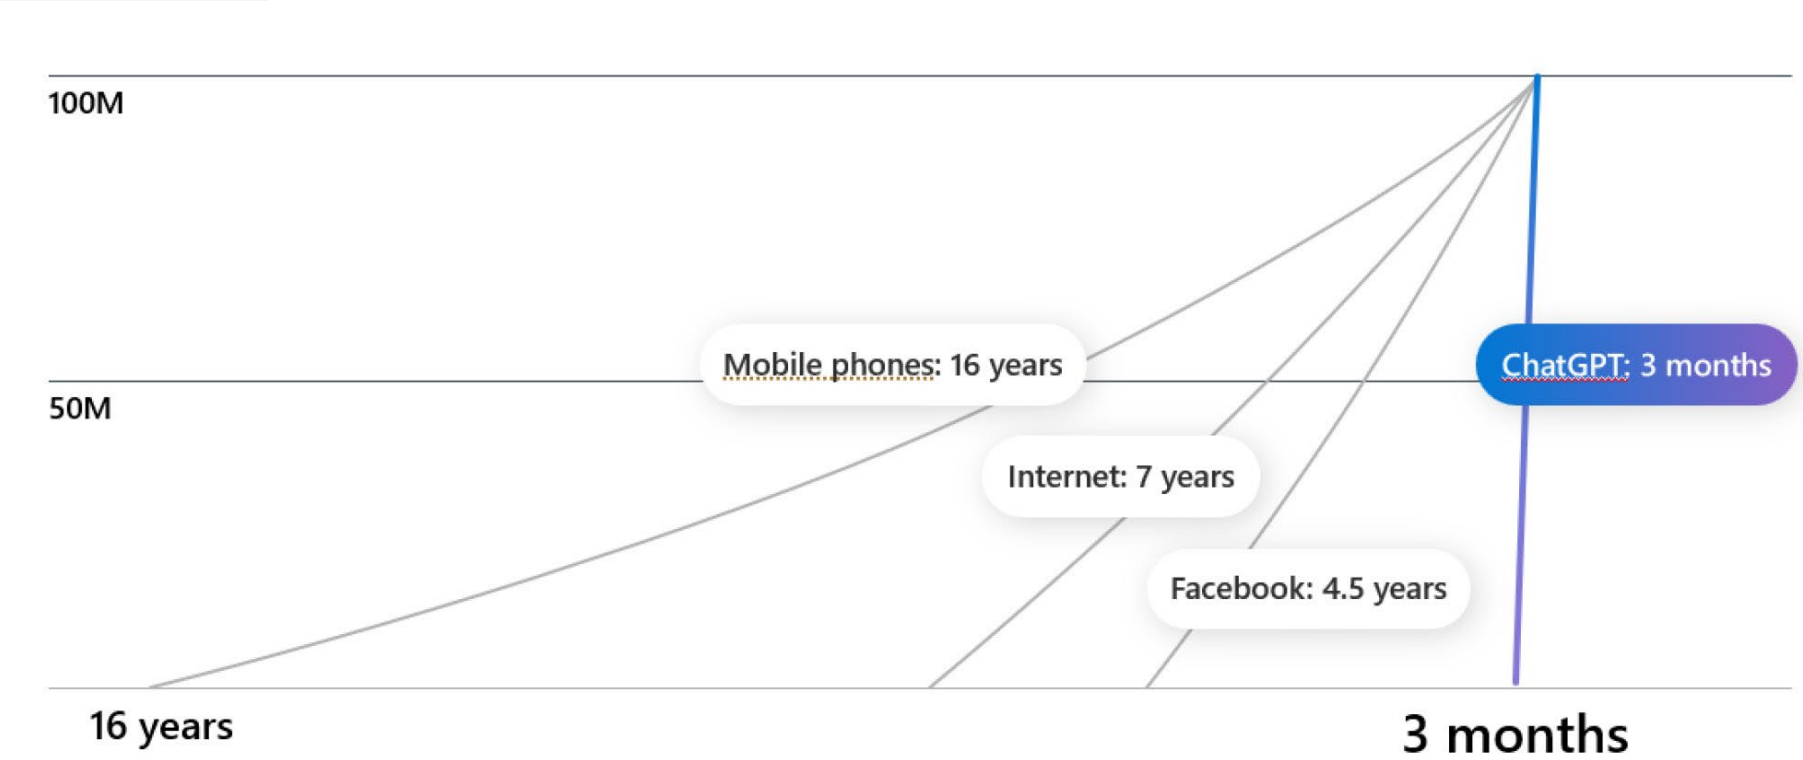 100M
Mobile phones: 16 years
ChatGPT: 3 months
50M
Internet: 7 years
Facebook: 4.5 years
16 years
3 months